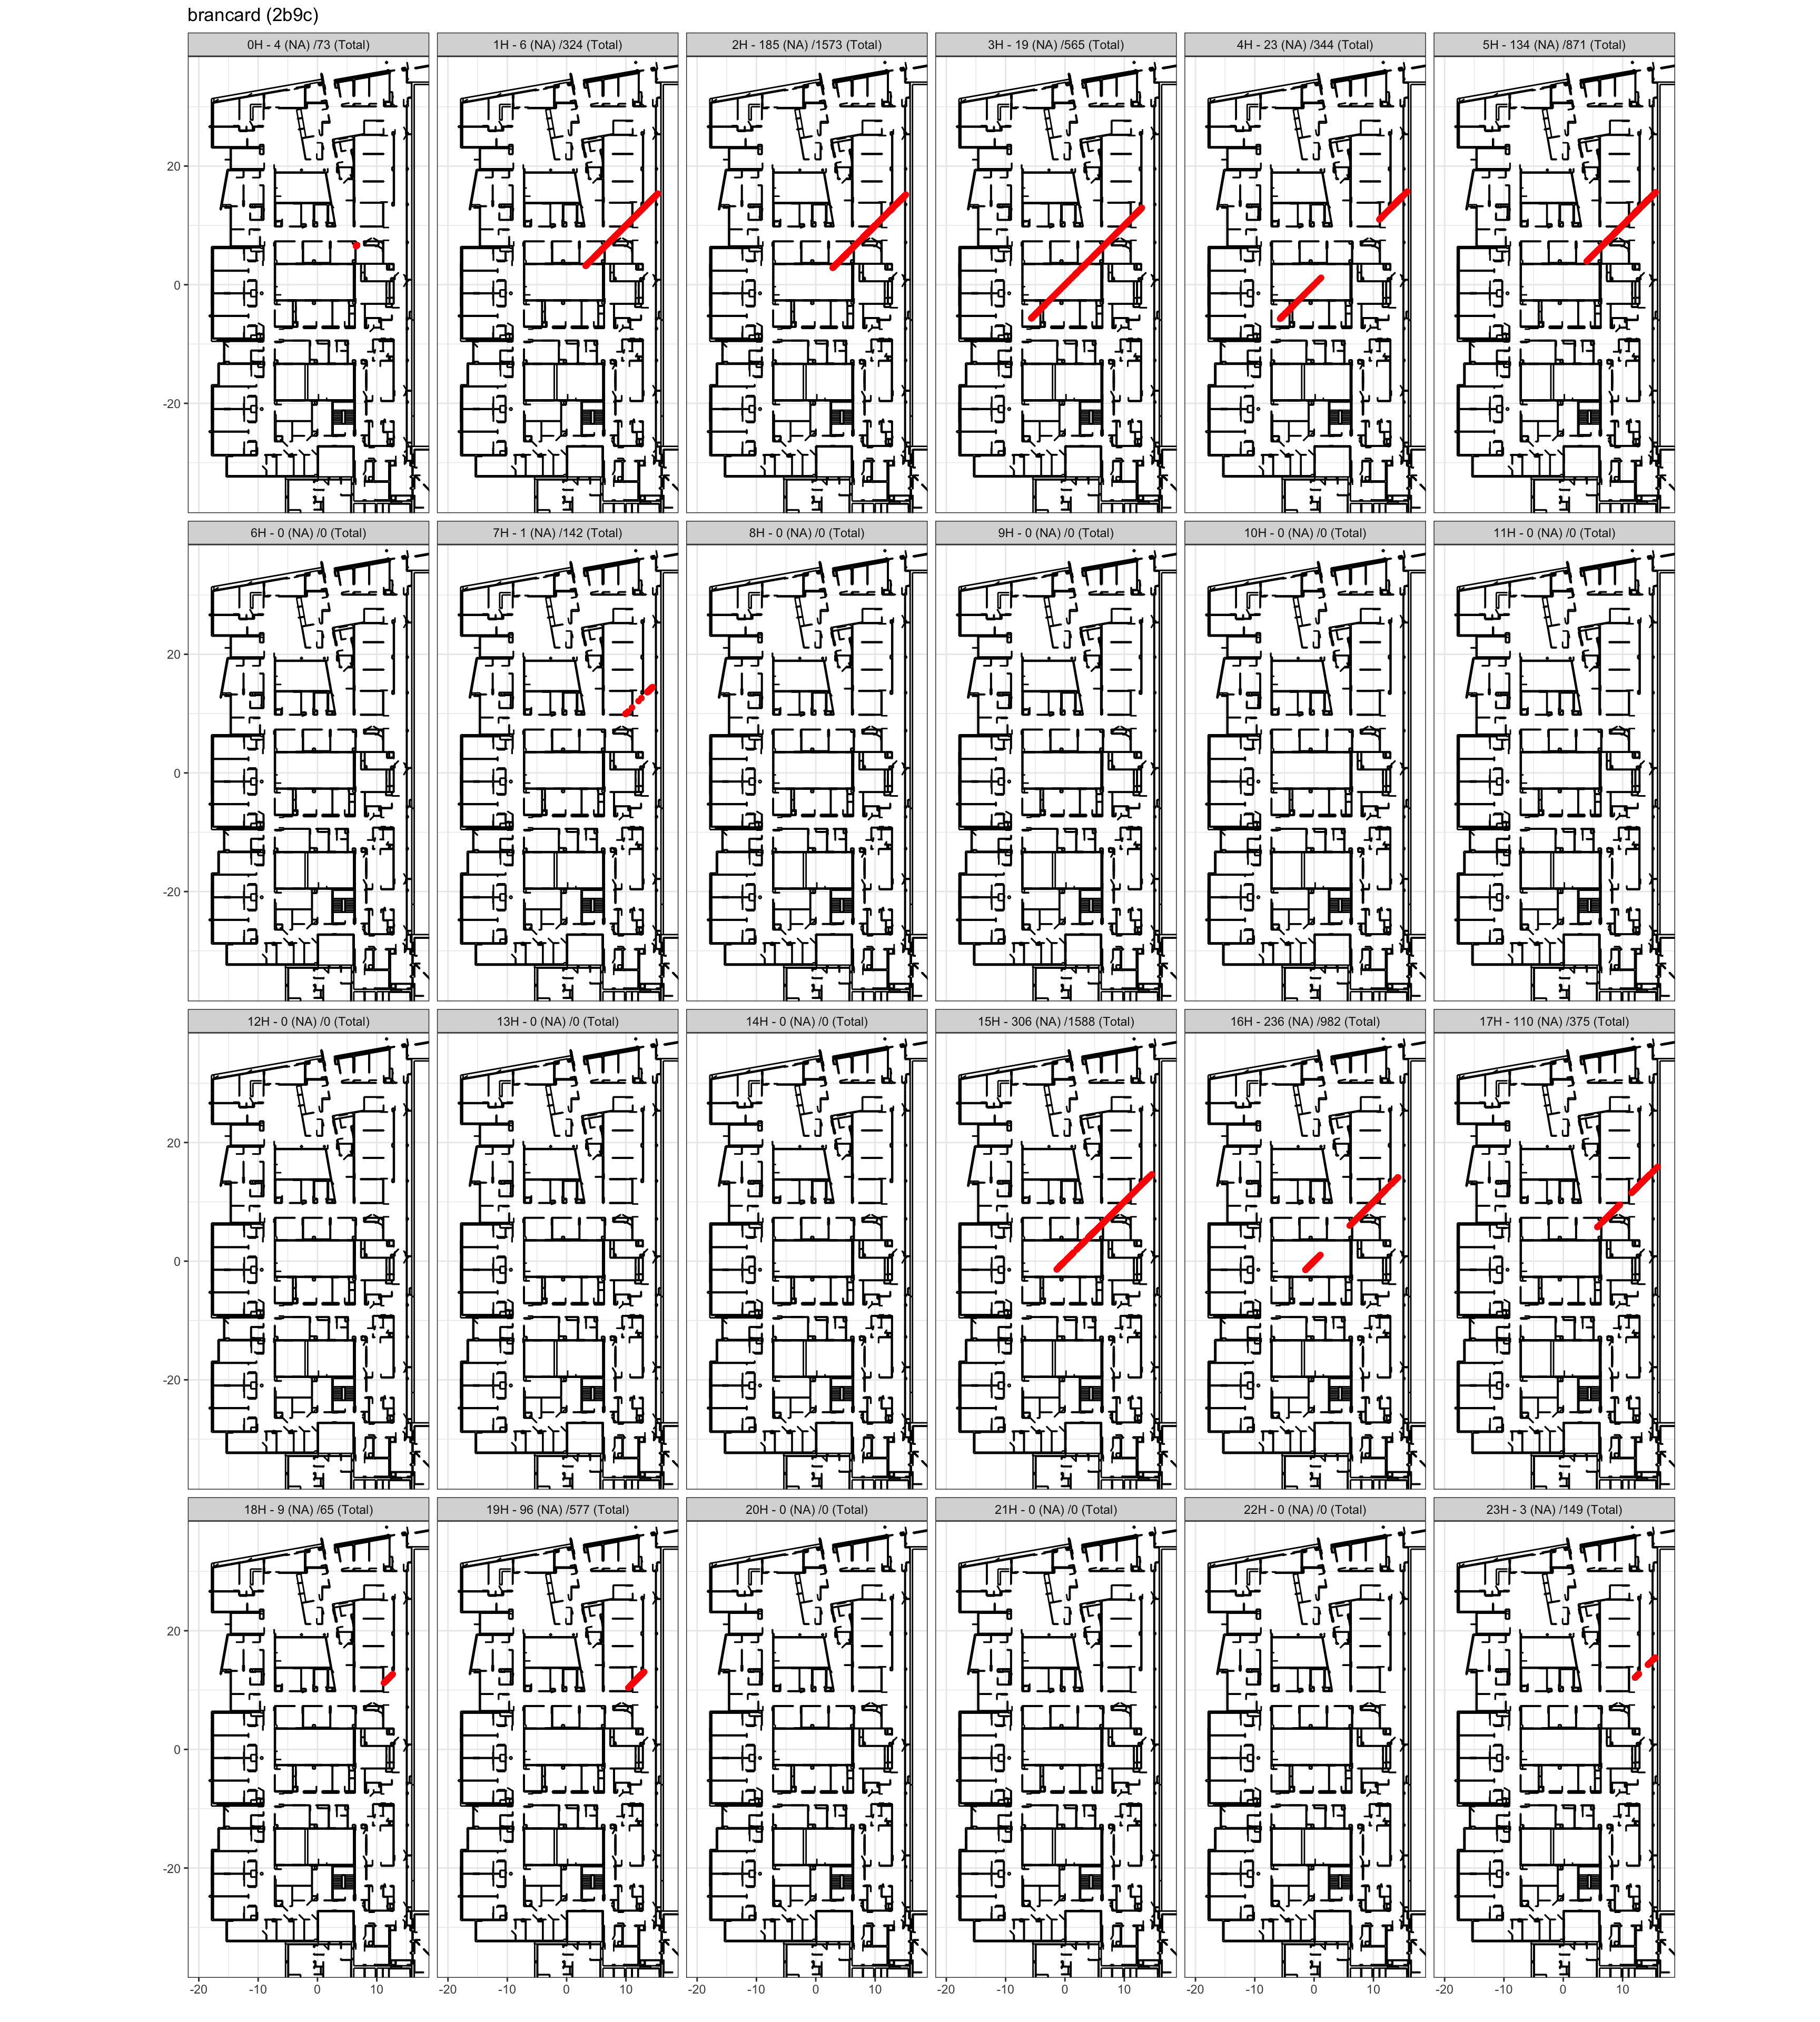 brancard (2b9c)
0H - 4 (NA) /73 (Total) 1H - 6 (NA) /324 (Total) 2H - 185 (NA) /1573 (Total) 3H - 19 (NA) /565 (Total) 4H - 23 (NA) /344 (Total) 5H - 134 (NA) /871 (Total)
20
0
-20
6H - 0 (NA) /0 (Total) 7H - 1 (NA) /142 (Total) 8H - 0 (NA) /0 (Total) 9H - 0 (NA) /0 (Total) 10H - 0 (NA) /0 (Total) 11H - 0 (NA) /0 (Total)
20
0
-20
12H - 0 (NA) /0 (Total) 13H - 0 (NA) /0 (Total) 14H - 0 (NA) /0 (Total) 15H - 306 (NA) /1588 (Total) 16H - 236 (NA) /982 (Total) 17H - 110 (NA) /375 (Total)
20
0
-20
18H - 9 (NA) /65 (Total) 19H - 96 (NA) /577 (Total) 20H - 0 (NA) /0 (Total) 21H - 0 (NA) /0 (Total) 22H - 0 (NA) /0 (Total) 23H - 3 (NA) /149 (Total)
20
0
-20
-20 -10 0 10 -20 -10 0 10 -20 -10 0 10 -20 -10 0 10 -20 -10 0 10 -20 -10 0 10